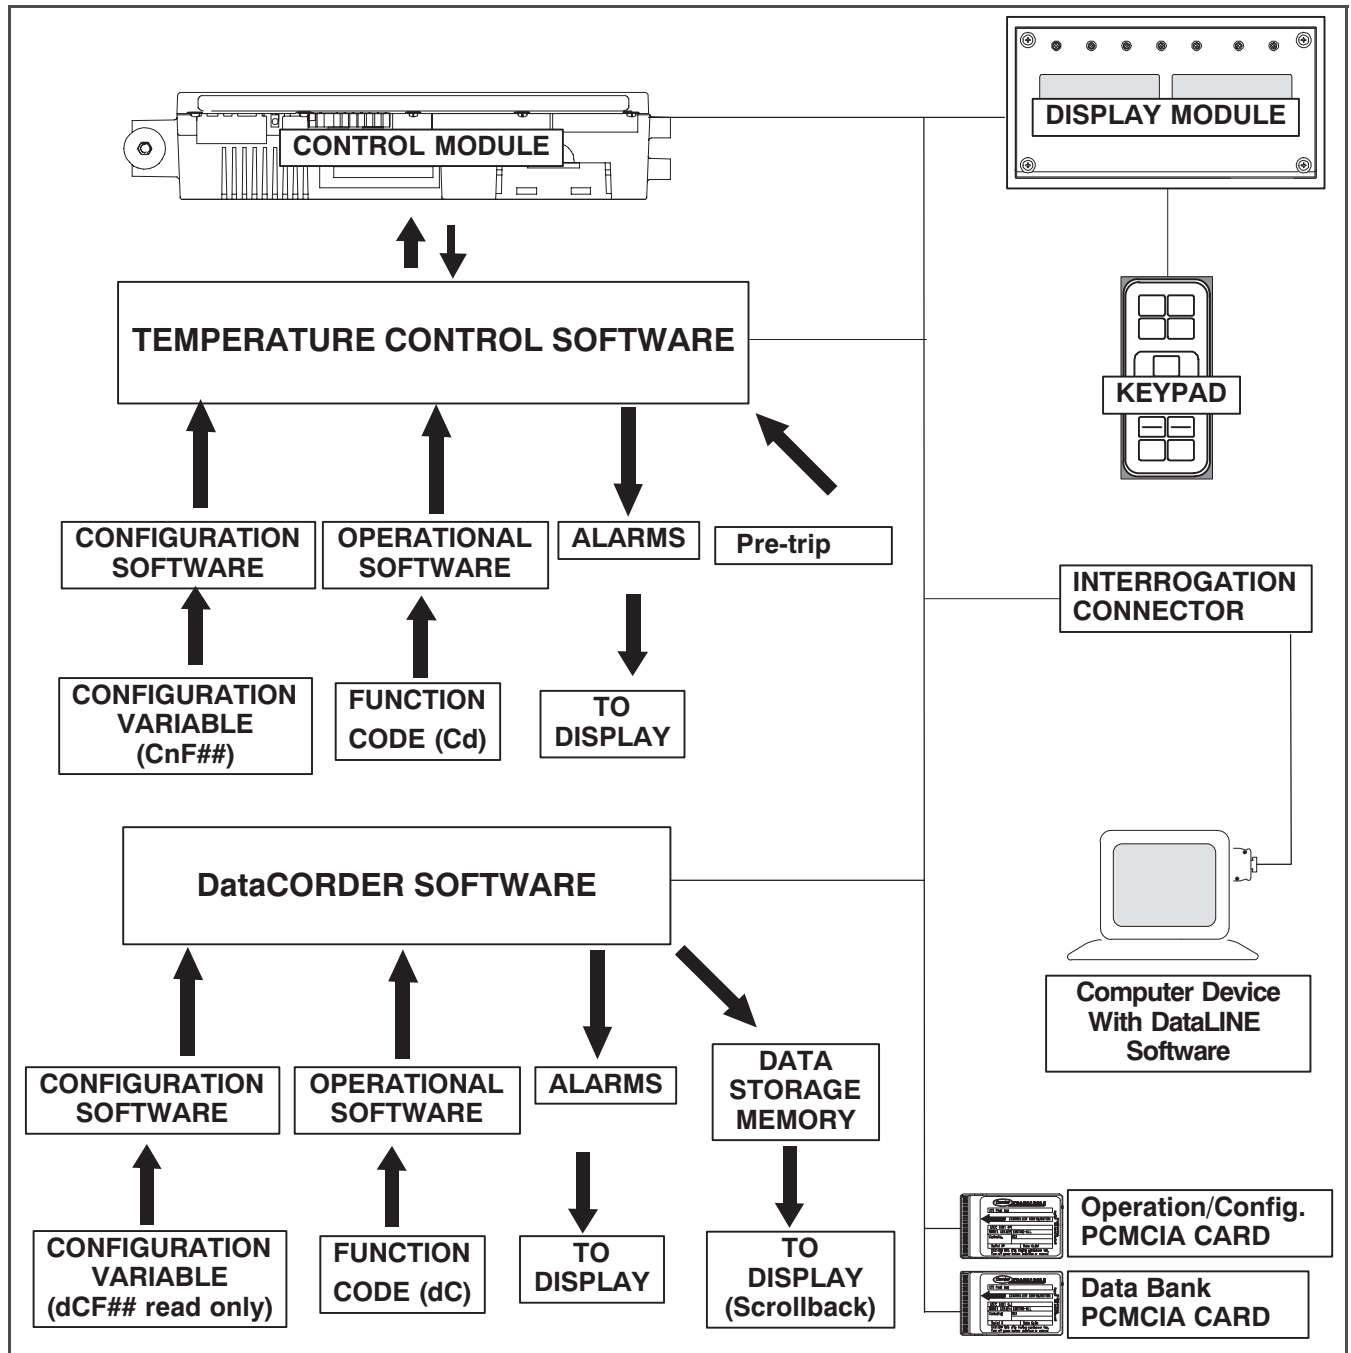 DISPLAY MODULE
CONTROL MODULE
TEMPERATURE CONTROL SOFTWARE
KEYPAD
CONFIGURATION
SOFTWARE
OPERATIONAL
SOFTWARE
ALARMS
Pre-trip
INTERROGATION
CONNECTOR
CONFIGURATION
VARIABLE
(CnF##)
FUNCTION
CODE (Cd)
TO
DISPLAY
DataCORDER SOFTWARE
Computer Device
With DataLINE
Software
CONFIGURATION
SOFTWARE
OPERATIONAL
SOFTWARE
ALARMS
DATA
STORAGE
MEMORY
CONFIGURATION
VARIABLE
(dCF## read only)
FUNCTION
CODE (dC)
TO
DISPLAY
TO
DISPLAY
(Scrollback)
Operation/Config.
PCMCIA CARD
Data Bank
PCMCIA CARD